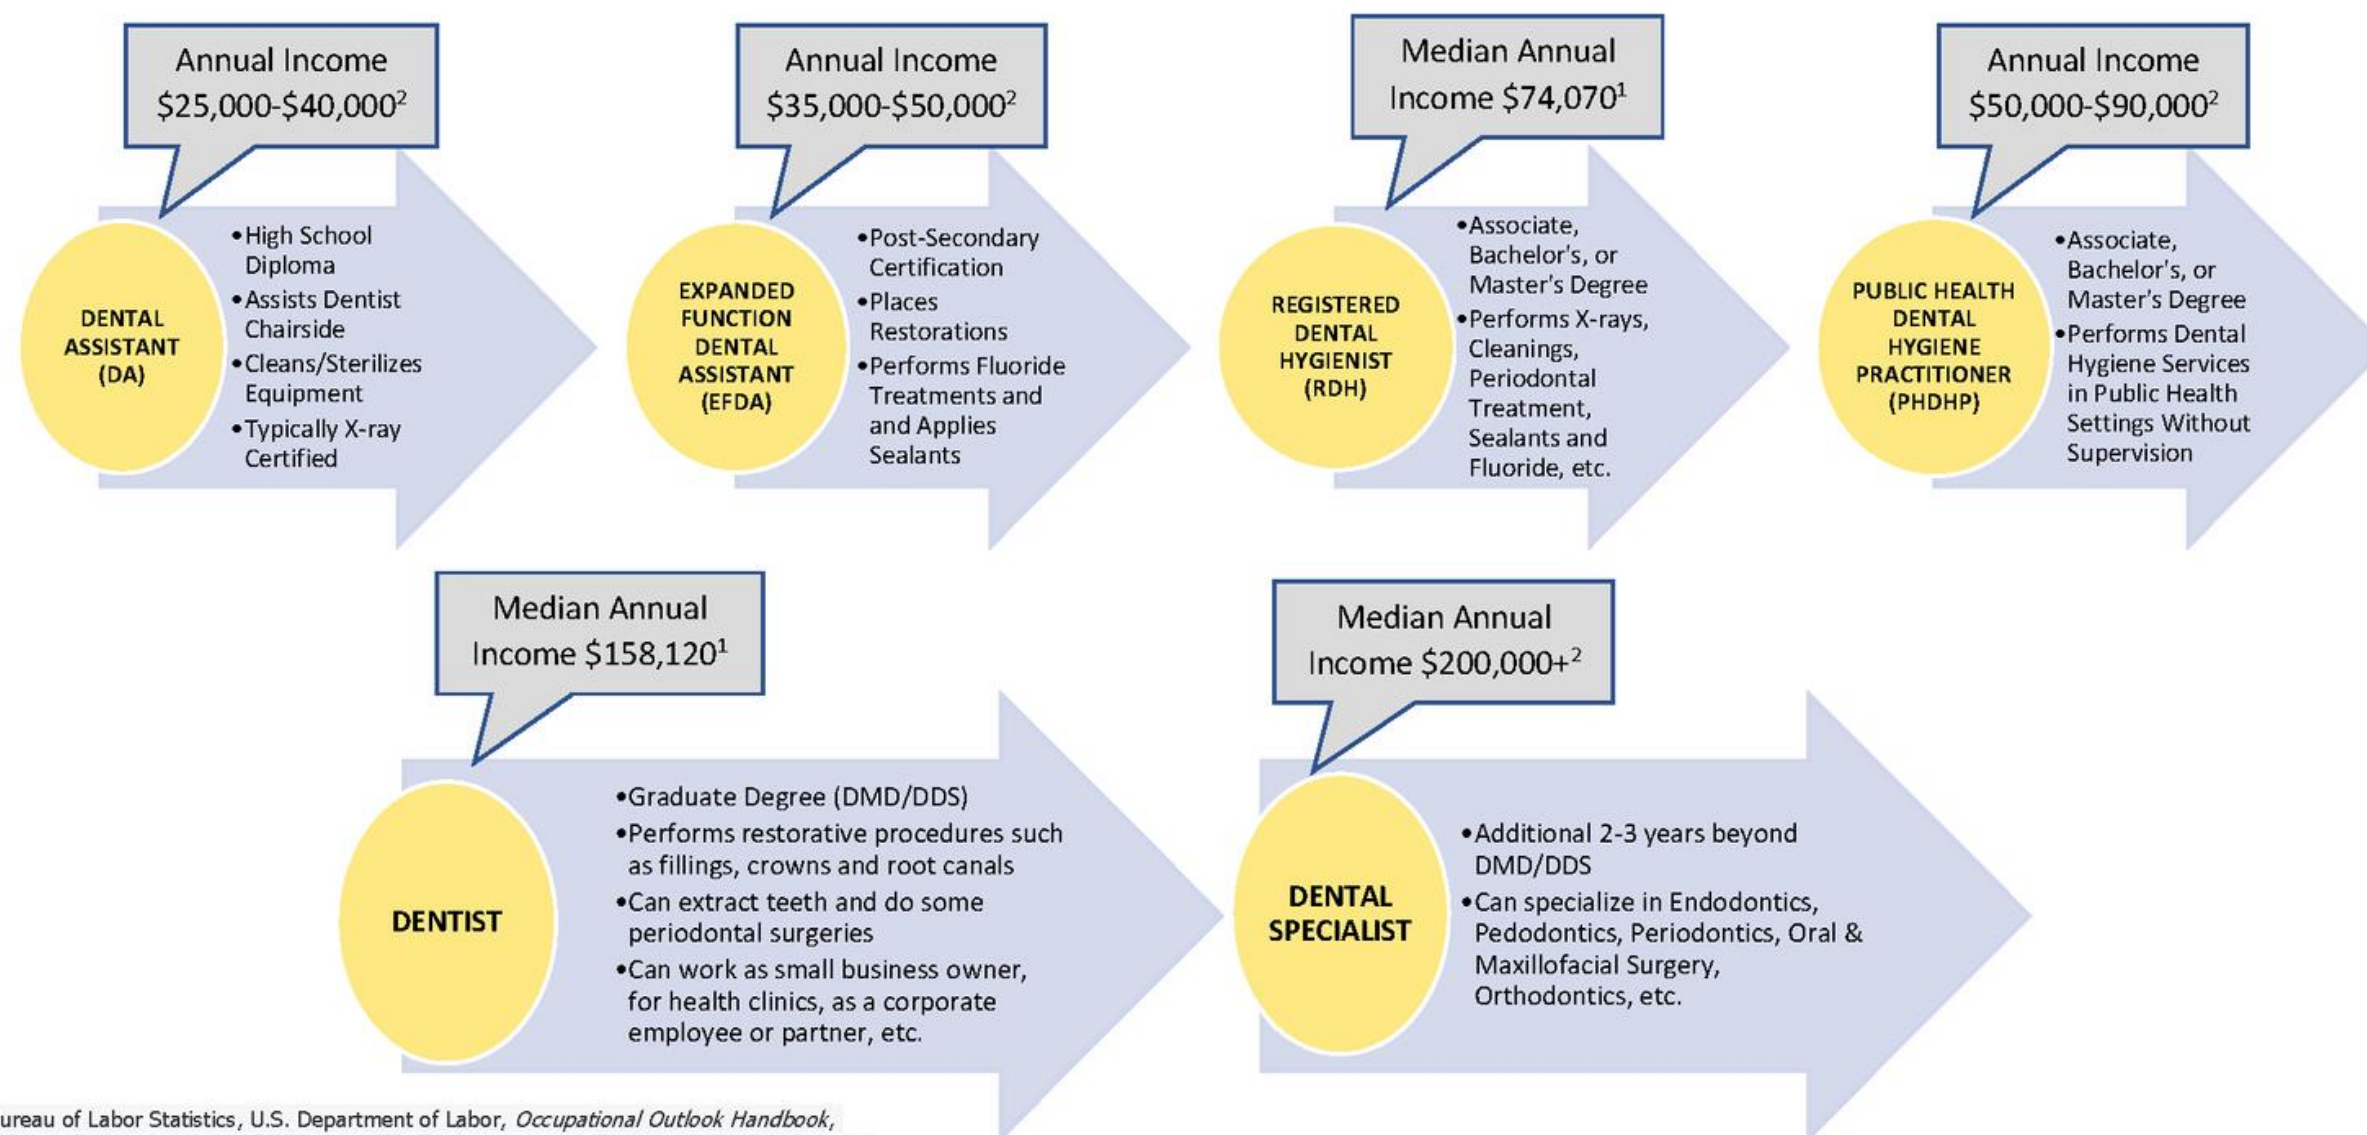 Annual Income
$25,000-$40,000²
DENTAL
ASSISTANT
(DA)
•High School
Diploma
•Assists Dentist
Chairside
•Cleans/Sterilizes
Equipment
•Typically X-ray
Certified
Annual Income
$35,000-$50,000²
EXPANDED
FUNCTION
DENTAL
ASSISTANT
(EFDA)
•Post-Secondary
Certification
•Places
Restorations
•Performs Fluoride
Treatments and
and Applies
Sealants
Median Annual
Income $74,070¹
REGISTERED
DENTAL
HYGIENIST
(RDH)
•Associate,
Bachelor's, or
Master's Degree
•Performs X-rays,
Cleanings,
Periodontal
Treatment,
Sealants and
Fluoride, etc.
Annual Income
$50,000-$90,000²
PUBLIC HEALTH
DENTAL
HYGIENE
PRACTITIONER
(PHDHP)
•Associate,
Bachelor's, or
Master's Degree
•Performs Dental
Hygiene Services
in Public Health
Settings Without
Supervision
Median Annual
Income $158,120¹
DENTIST
•Graduate Degree (DMD/DDS)
•Performs restorative procedures such
as fillings, crowns and root canals
•Can extract teeth and do some
periodontal surgeries
•Can work as small business owner,
for health clinics, as a corporate
employee or partner, etc.
Median Annual
Income $200,000+²
DENTAL
SPECIALIST
•Additional 2-3 years beyond
DMD/DDS
•Can specialize in Endodontics,
Pedodontics, Periodontics, Oral &
Maxillofacial Surgery,
Orthodontics, etc.
ureau of Labor Statistics, U.S. Department of Labor, Occupational Outlook Handbook,